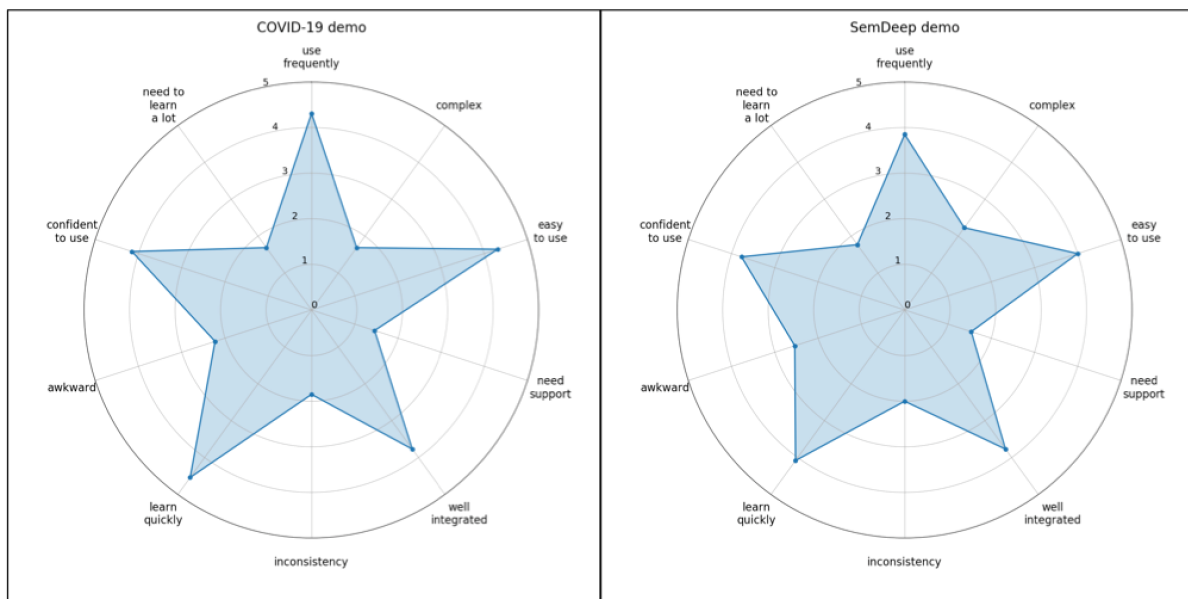 COVID-19 demo
use
frequently
complex
easy
to use
need
support
well
integrated
inconsistency
learn
quickly
awkward
confident
to use
need to
learn
a lot
5
4
3
2
1
0
SemDeep demo
use
frequently
complex
easy
to use
need
support
well
integrated
inconsistency
learn
quickly
awkward
confident
to use
need to
learn
a lot
5
4
3
2
1
0